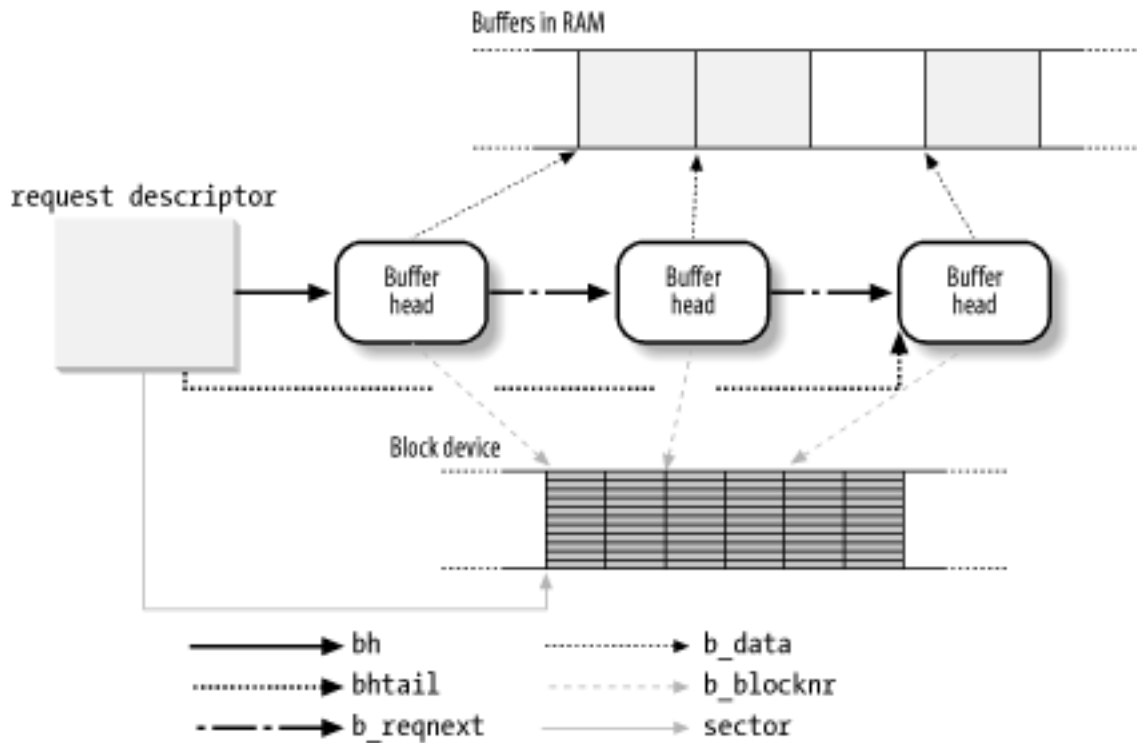 Buffers in RAM
request descriptor
Buffer
head
Buffer
head
Buffer
head
Block device
bh
b_data
bhtail
b_blocknr
b_reqnext
sector